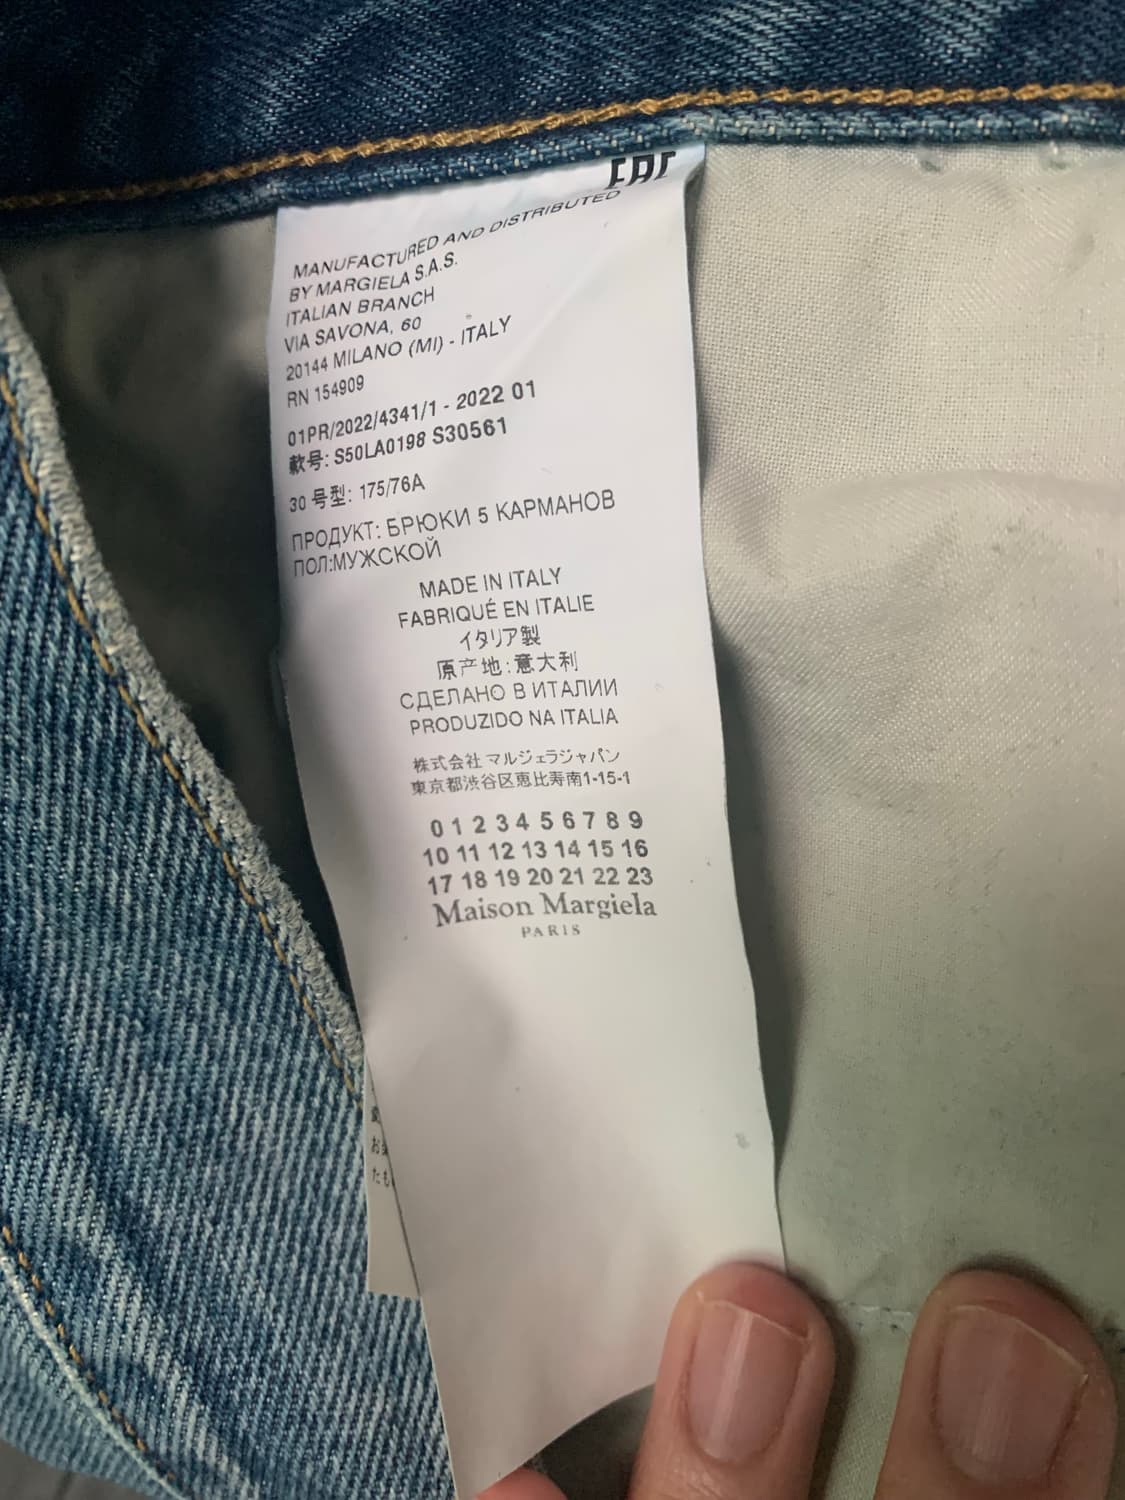 EAC
MANUFACTURED AND DISTRIBUTED
BY MARGIELA S.A.S.
ITALIAN BRANCH
VIA SAVONA, 60
20144 MILANO (MI) - ITALY
RN 154909
01PR/2022/4341/1 - 2022 01
款号: S50LA0198 S30561
30 号型: 175/76A
ПРОДУКТ: БРЮКИ 5 КАРМАНОВ
ПОЛ:МУЖСКОЙ
MADE IN ITALY
FABRIQUÉ EN ITALIE
イタリア製
原产地:意大利
СДЕЛАНО В ИТАЛИИ
PRODUZIDO NA ITALIA
株式会社 マルジェラジャパン
東京都渋谷区恵比寿南1-15-1
0 1 2 3 4 5 6 7 8 9
10 11 12 13 14 15 16
17 18 19 20 21 22 23
Maison Margiela
PARIS